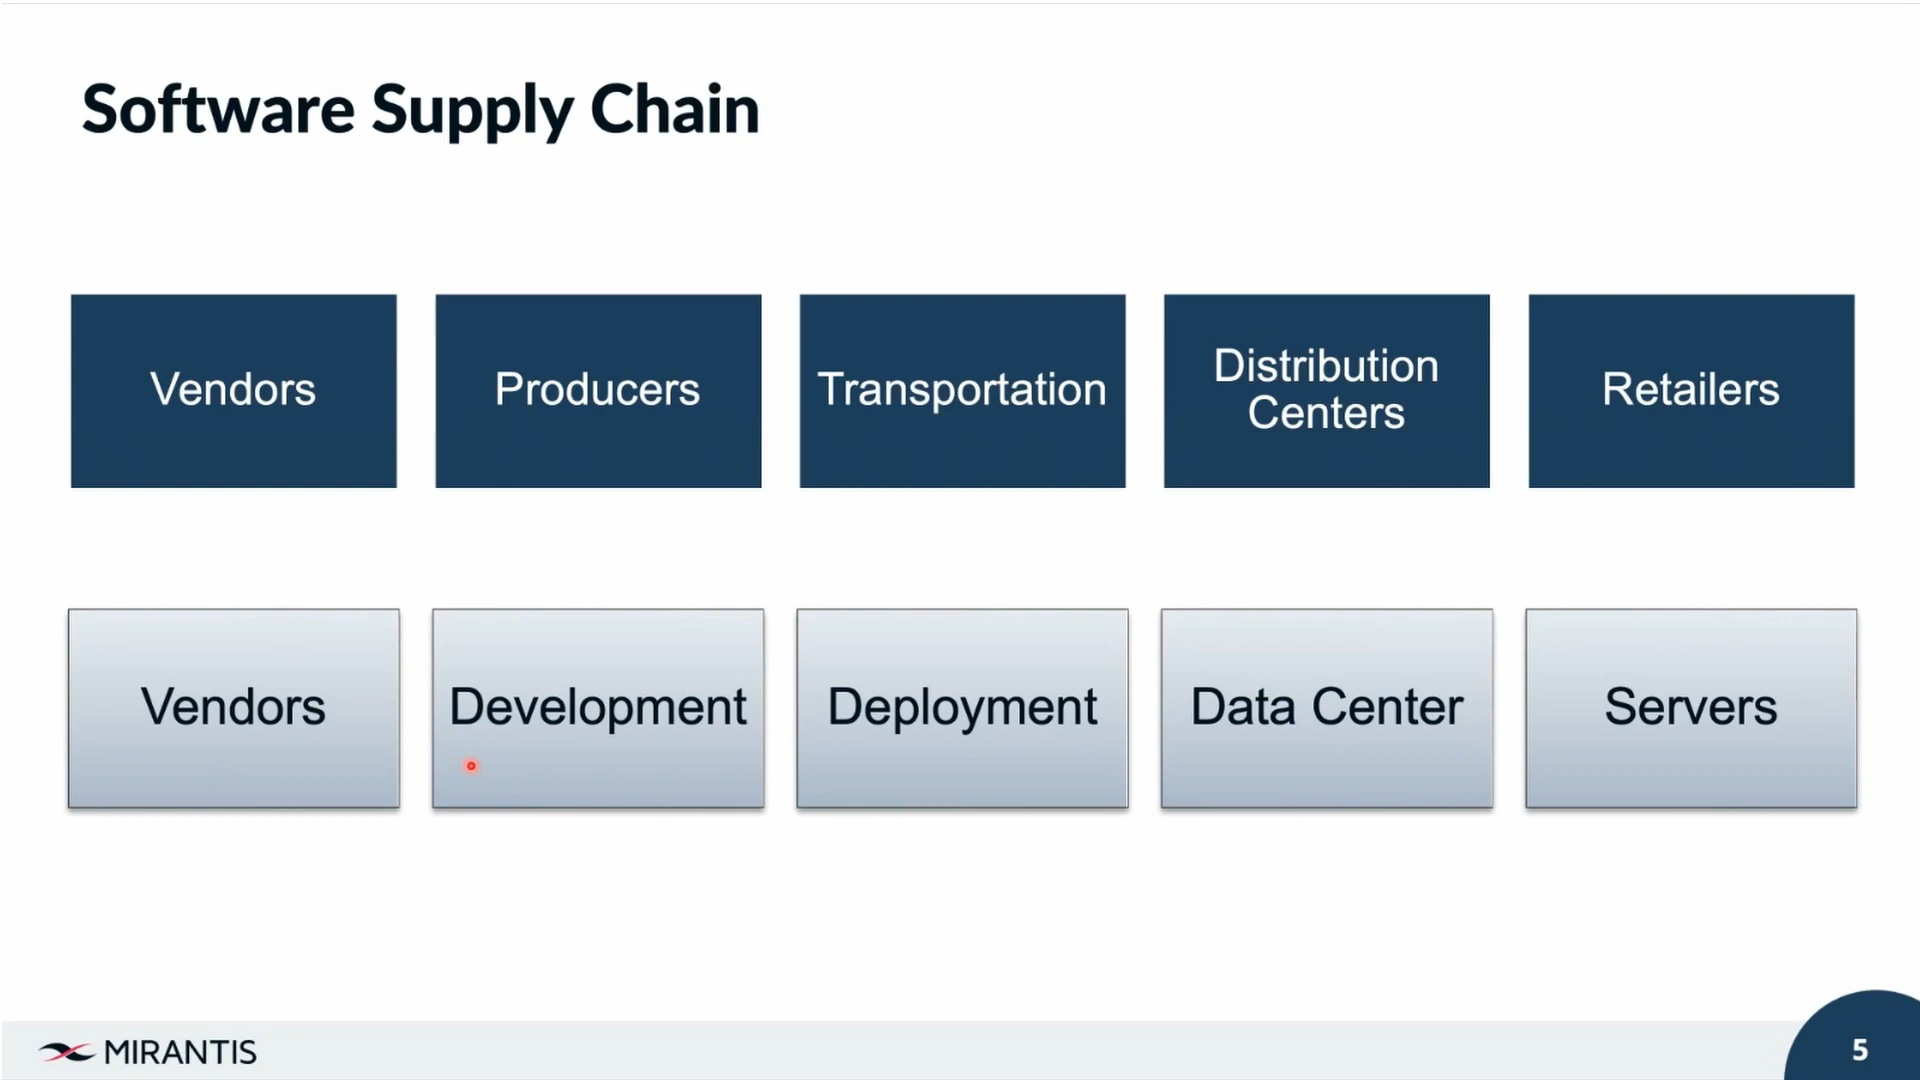 Software Supply Chain
Vendors
Producers
Transportation
Distribution
Centers
Retailers
Vendors
Development
Deployment
Data Center
Servers
MIRANTIS
5